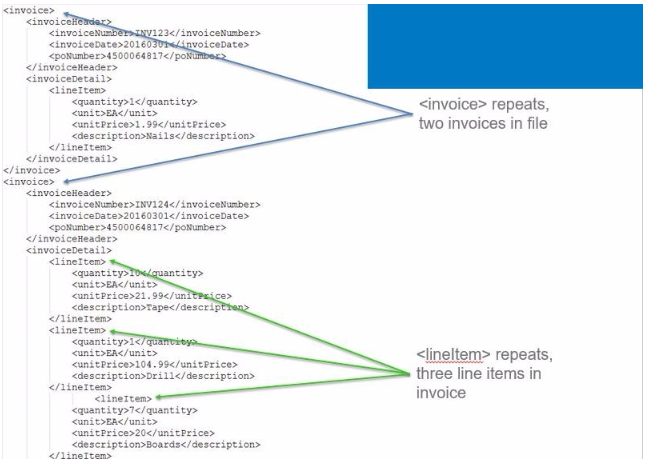 <invoice>
<invoiceHeader>
<invoiceNumber>INV123</invoiceNumber>
<invoiceDate>20160301</invoiceDate>
<poNumber>4500064817</poNumber>
</invoiceHeader>
<invoiceDetail>
<lineItem>
<quantity>1</quantity>
<unit>EA</unit>
<unitPrice>1.99</unitPrice>
<description>Nails</description>
</lineItem>
</invoiceDetail>
</invoice>
<invoice>
<invoiceHeader>
<invoiceNumber>INV124</invoiceNumber>
<invoiceDate>20160301</invoiceDate>
<poNumber>4500064817</poNumber>
</invoiceHeader>
<invoiceDetail>
<lineItem>
<quantity>10</quantity>
<unit>EA</unit>
<unitPrice>21.99</unitPrice>
<description>Tape</description>
</lineItem>
<lineItem>
<quantity>1</quantity>
<unit>EA</unit>
<unitPrice>104.99</unitPrice>
<description>Drill</description>
</lineItem>
<lineItem>
<quantity>7</quantity>
<unit>EA</unit>
<unitPrice>20</unitPrice>
<description>Boards</description>
</lineItem>
<invoice> repeats,
two invoices in file
<lineItem> repeats,
three line items in
invoice